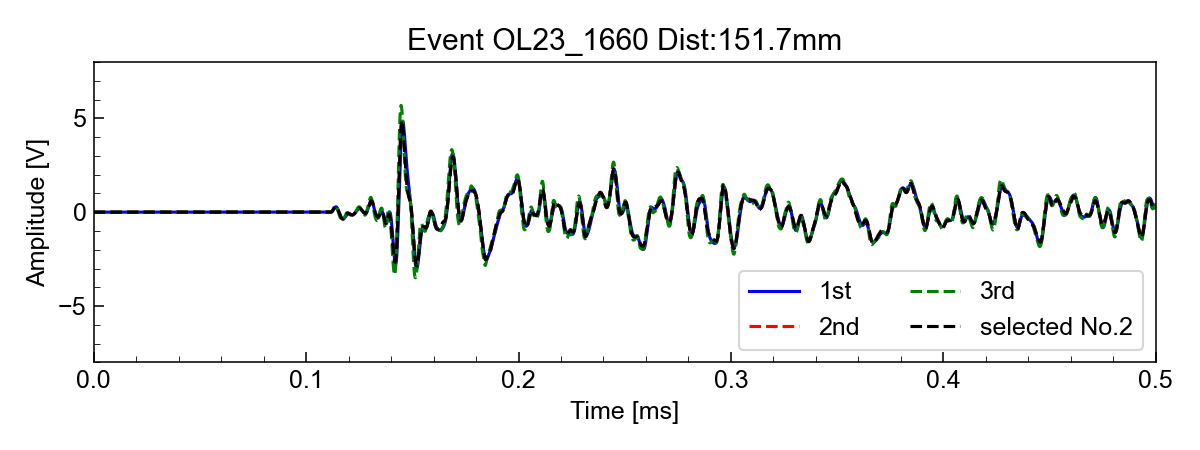 Event OL23_1660 Dist:151.7mm
Amplitude [V]
5
0
−5
1st
2nd
3rd
selected No.2
0.0 0.1 0.2 0.3 0.4 0.5
Time [ms]